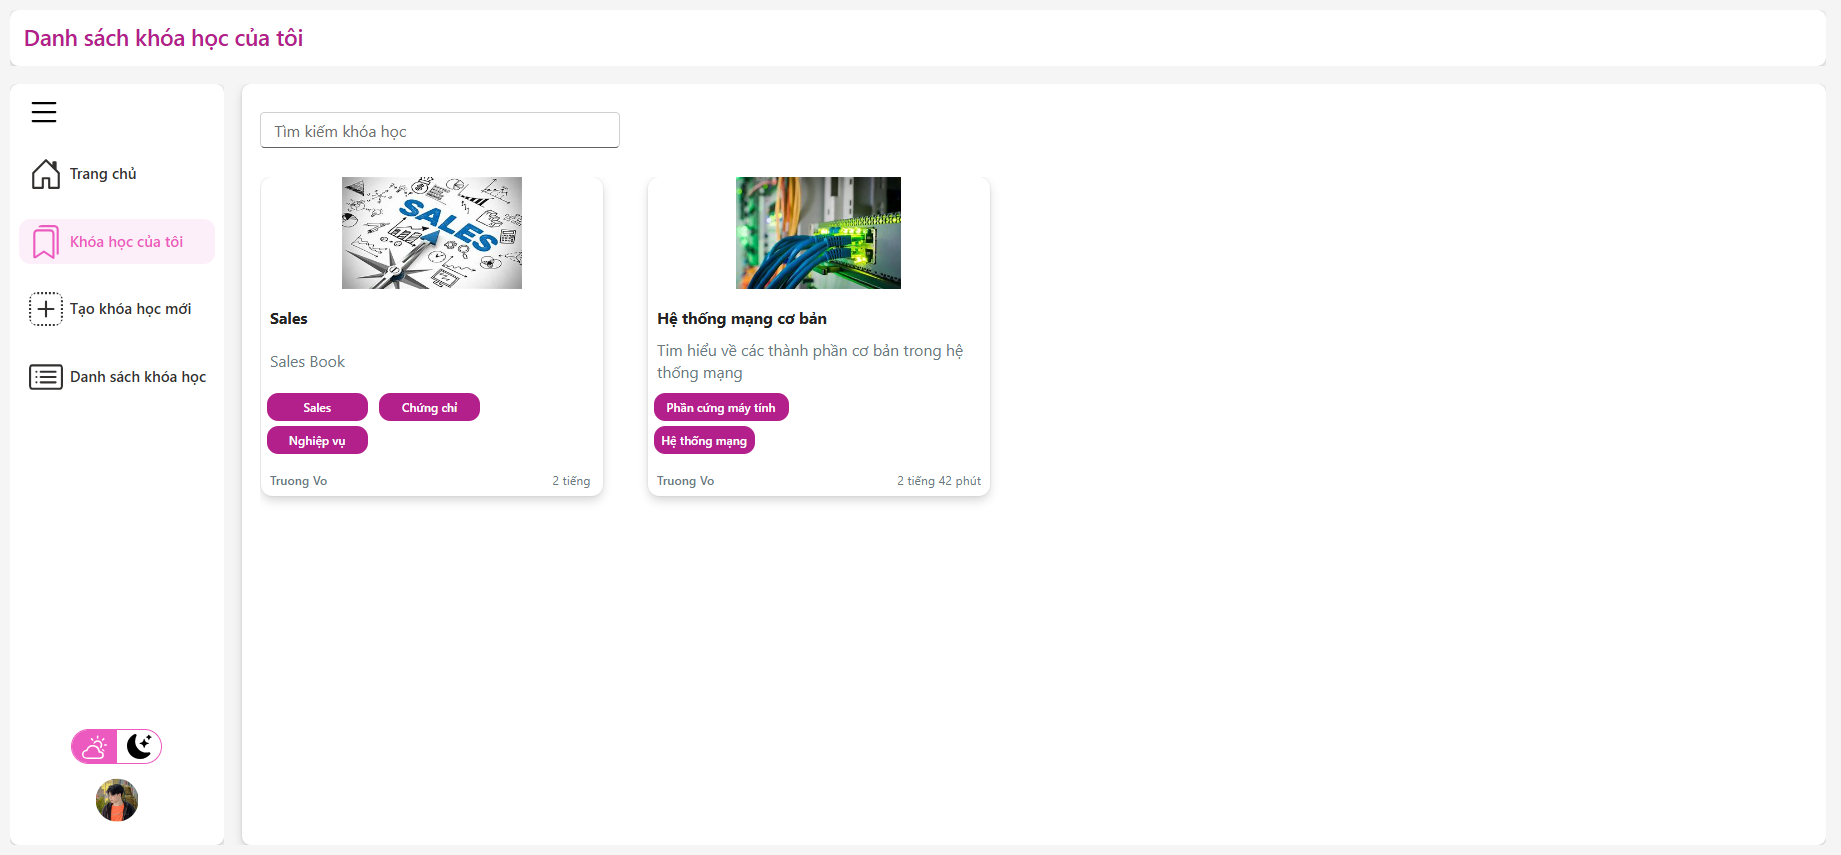 Danh sách khóa học của tôi
Trang chủ
Khóa học của tôi
Tạo khóa học mới
Danh sách khóa học
Tìm kiếm khóa học
SALES
Sales
Sales Book
Sales
Chứng chỉ
Nghiệp vụ
Truong Vo
2 tiếng
Hệ thống mạng cơ bản
Tìm hiểu về các thành phần cơ bản trong hệ
thống mạng
Phần cứng máy tính
Hệ thống mạng
Truong Vo
2 tiếng 42 phút